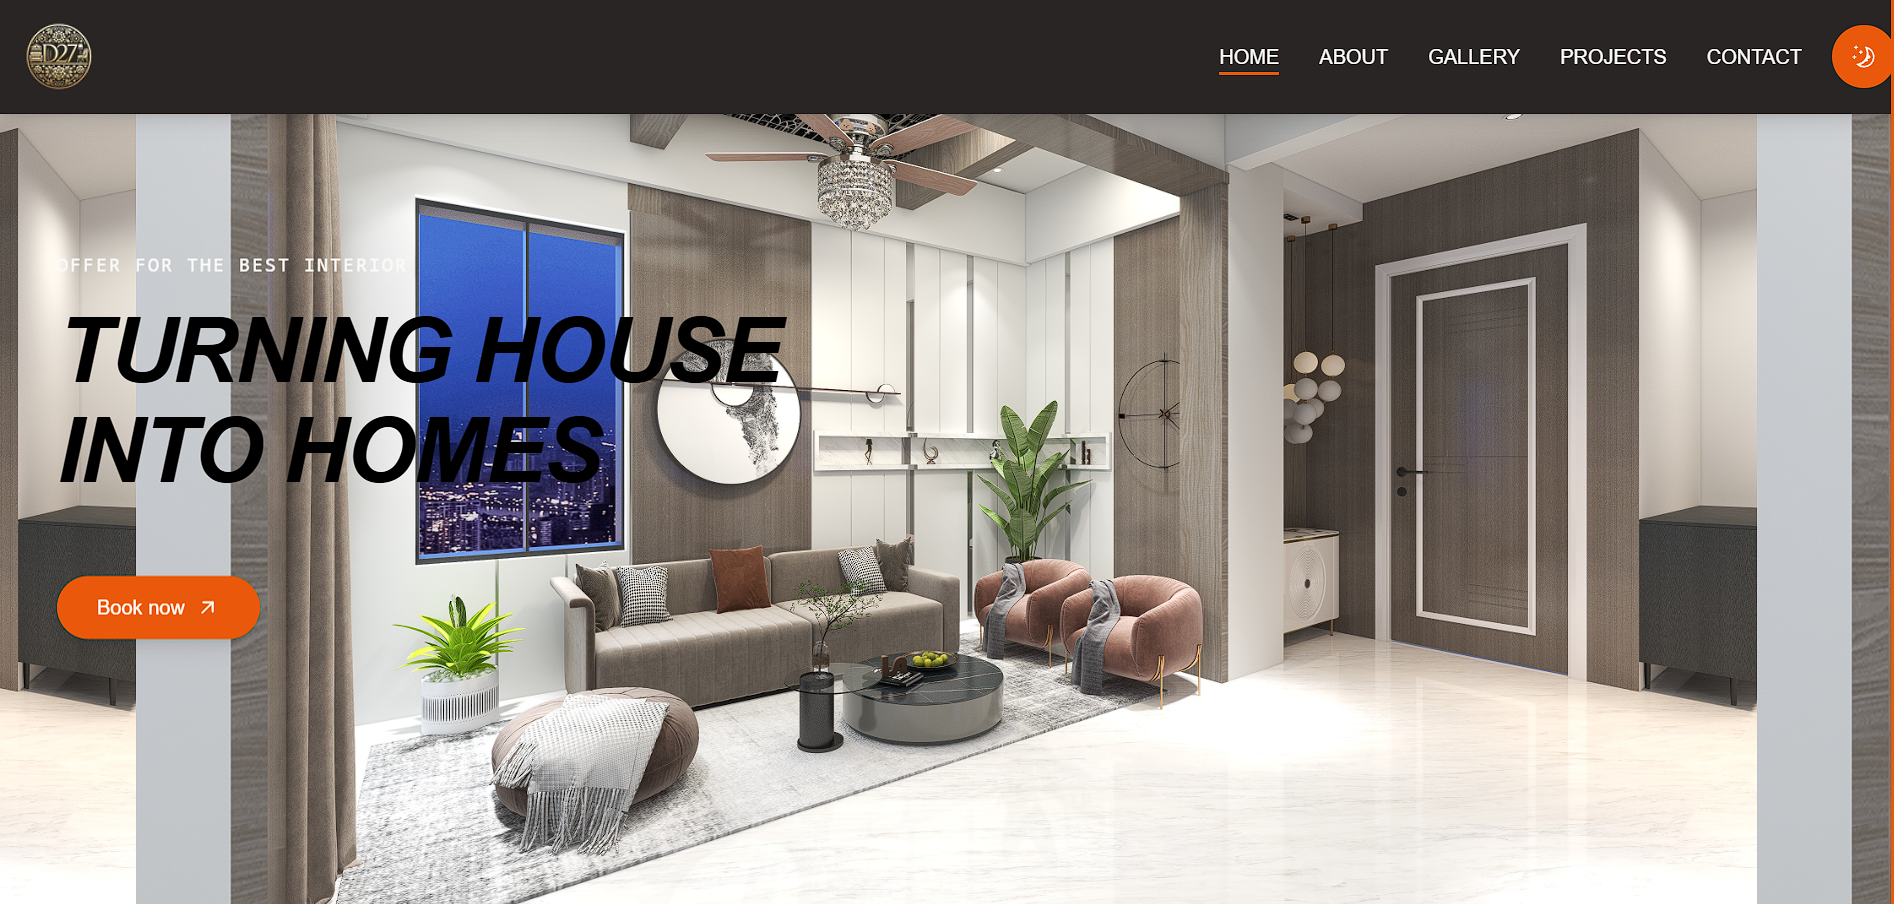 D27
HOME ABOUT GALLERY PROJECTS CONTACT
OFFER FOR THE BEST INTERIOR
TURNING HOUSE
INTO HOMES
Book now